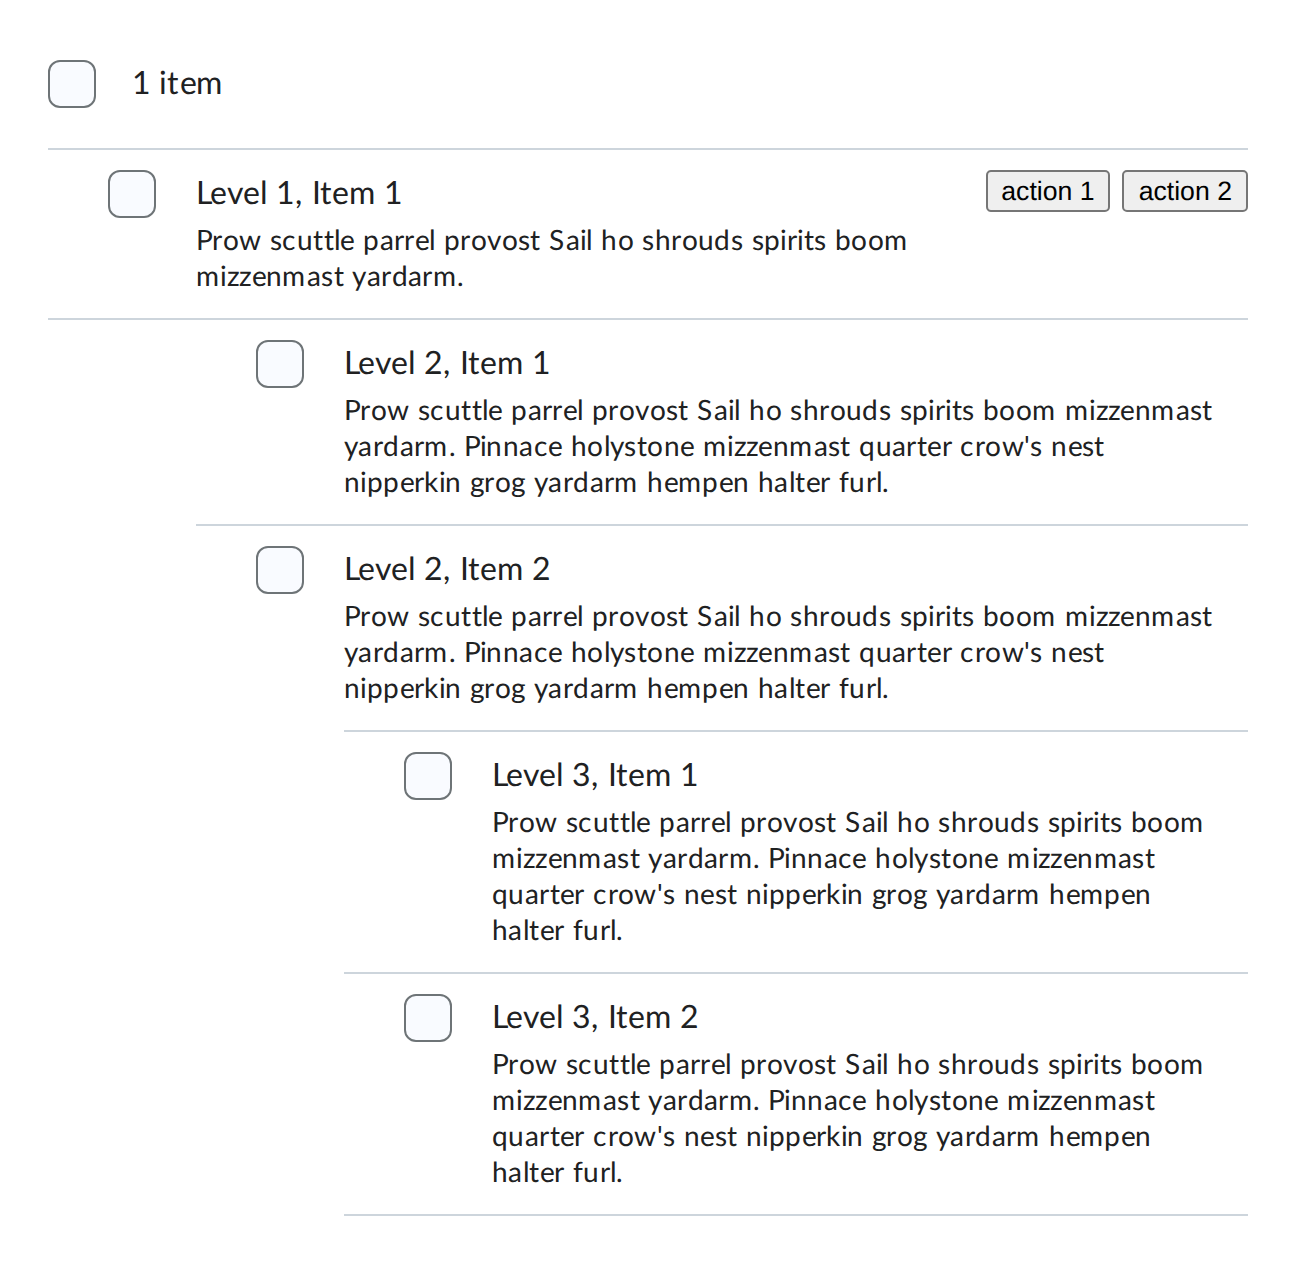 1 item
Level 1, Item 1
action 1 action 2
Prow scuttle parrel provost Sail ho shrouds spirits boom
mizzenmast yardarm.
Level 2, Item 1
Prow scuttle parrel provost Sail ho shrouds spirits boom mizzenmast
yardarm. Pinnace holystone mizzenmast quarter crow's nest
nipperkin grog yardarm hempen halter furl.
Level 2, Item 2
Prow scuttle parrel provost Sail ho shrouds spirits boom mizzenmast
yardarm. Pinnace holystone mizzenmast quarter crow's nest
nipperkin grog yardarm hempen halter furl.
Level 3, Item 1
Prow scuttle parrel provost Sail ho shrouds spirits boom
mizzenmast yardarm. Pinnace holystone mizzenmast
quarter crow's nest nipperkin grog yardarm hempen
halter furl.
Level 3, Item 2
Prow scuttle parrel provost Sail ho shrouds spirits boom
mizzenmast yardarm. Pinnace holystone mizzenmast
quarter crow's nest nipperkin grog yardarm hempen
halter furl.